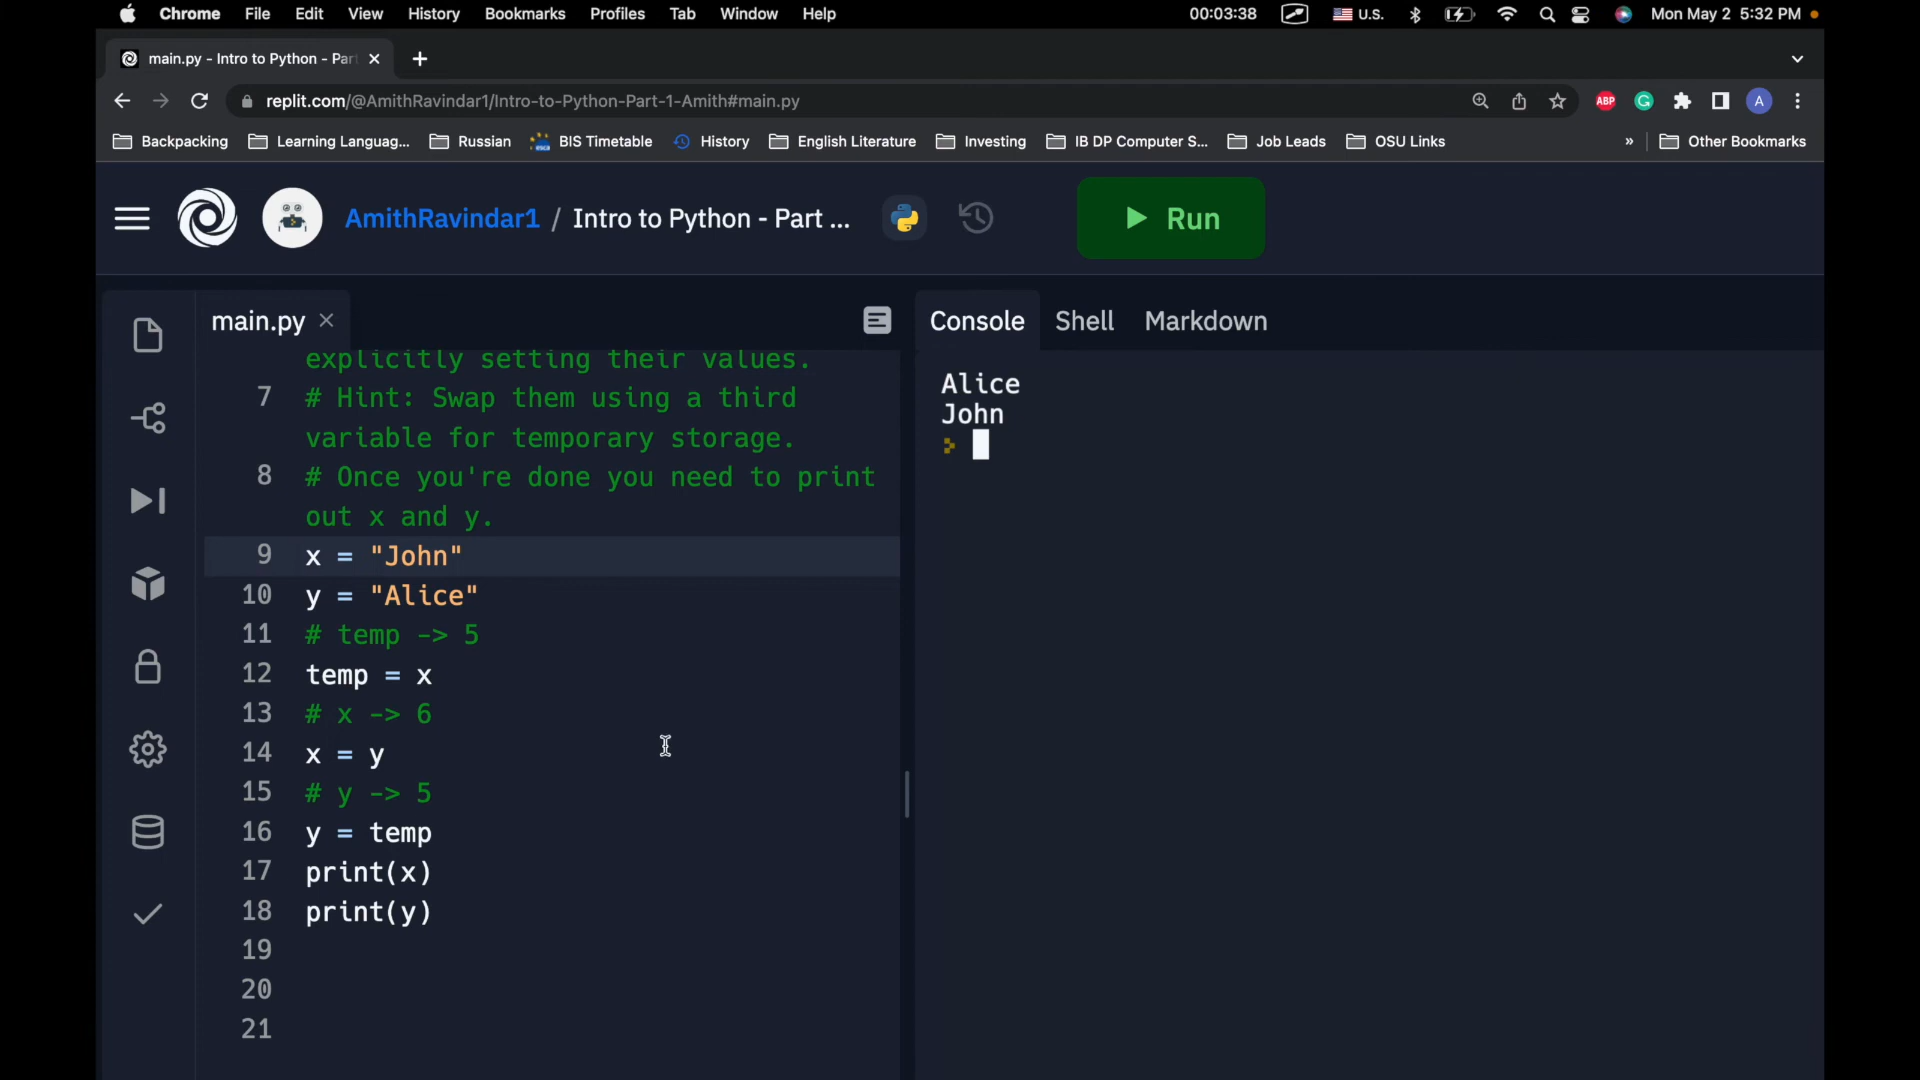 Chrome File Edit View History Bookmarks Profiles Tab Window Help 00:03:38 U.S. Mon May 2 5:32 PM
main.py - Intro to Python - Par
replit.com/@AmithRavindar1/Intro-to-Python-Part-1-Amith#main.py ABP G A
Backpacking Learning Languag... Russian BIS Timetable History English Literature Investing IB DP Computer S... Job Leads OSU Links » Other Bookmarks
AmithRavindar1 / Intro to Python - Part ... Run
main.py
explicitly setting their values.
7 # Hint: Swap them using a third
variable for temporary storage.
8 # Once you're done you need to print
out x and y.
9 x = "John"
10 y = "Alice"
11 # temp -> 5
12 temp = x
13 # x -> 6
14 x = y
15 # y -> 5
16 y = temp
17 print(x)
18 print(y)
19
20
21
Console Shell Markdown
Alice
John